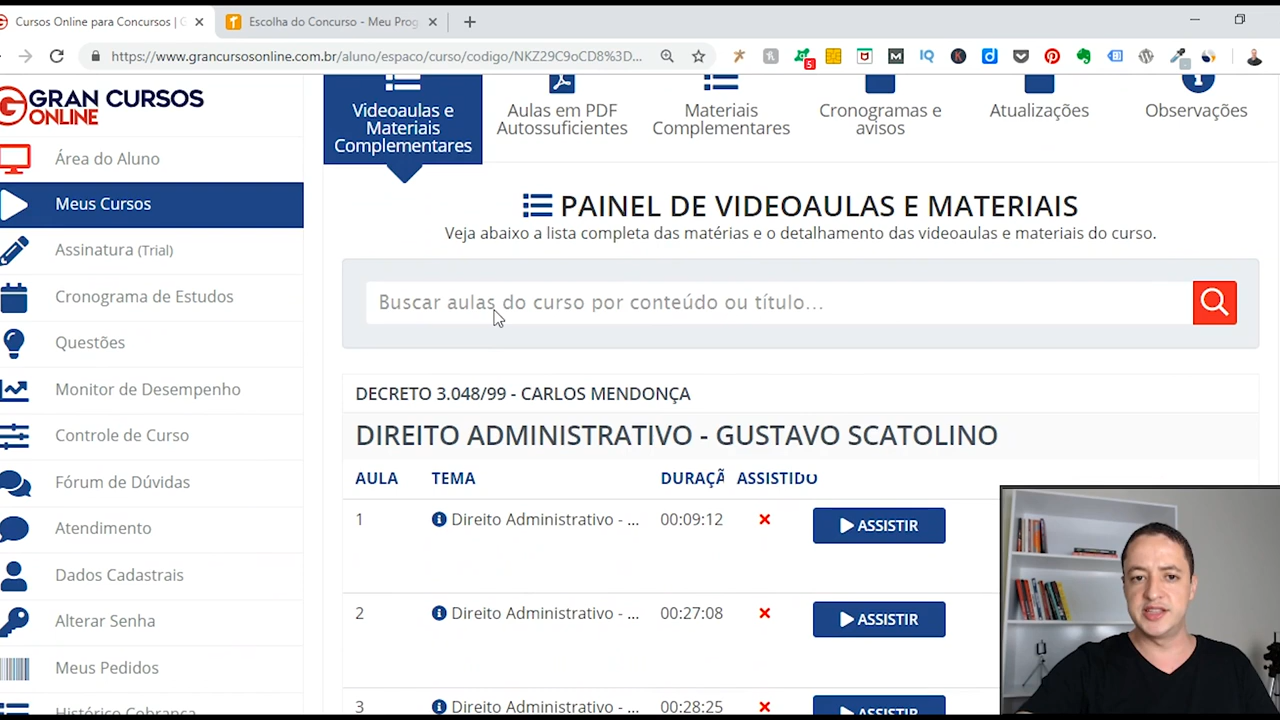 Cursos Online para Concursos | G
Escolha do Concurso - Meu Prog
https://www.grancursosonline.com.br/aluno/espaco/curso/codigo/NKZ29C9oCD8%3D...
5
GRAN CURSOS
ONLINE
Área do Aluno
Meus Cursos
Assinatura (Trial)
Cronograma de Estudos
Questões
Monitor de Desempenho
Controle de Curso
Fórum de Dúvidas
Atendimento
Dados Cadastrais
Alterar Senha
Meus Pedidos
Histórico Cobrança
Videoaulas e
Materiais
Complementares
Aulas em PDF
Autossuficientes
Materiais
Complementares
Cronogramas e
avisos
Atualizações
Observações
PAINEL DE VIDEOAULAS E MATERIAIS
Veja abaixo a lista completa das matérias e o detalhamento das videoaulas e materiais do curso.
Buscar aulas do curso por conteúdo ou título...
DECRETO 3.048/99 - CARLOS MENDONÇA
DIREITO ADMINISTRATIVO - GUSTAVO SCATOLINO
AULA TEMA DURAÇÃ ASSISTIDO
1 Direito Administrativo - ... 00:09:12 ASSISTIR
2 Direito Administrativo - ... 00:27:08 ASSISTIR
3 Direito Administrativo - ... 00:28:25 ASSISTIR